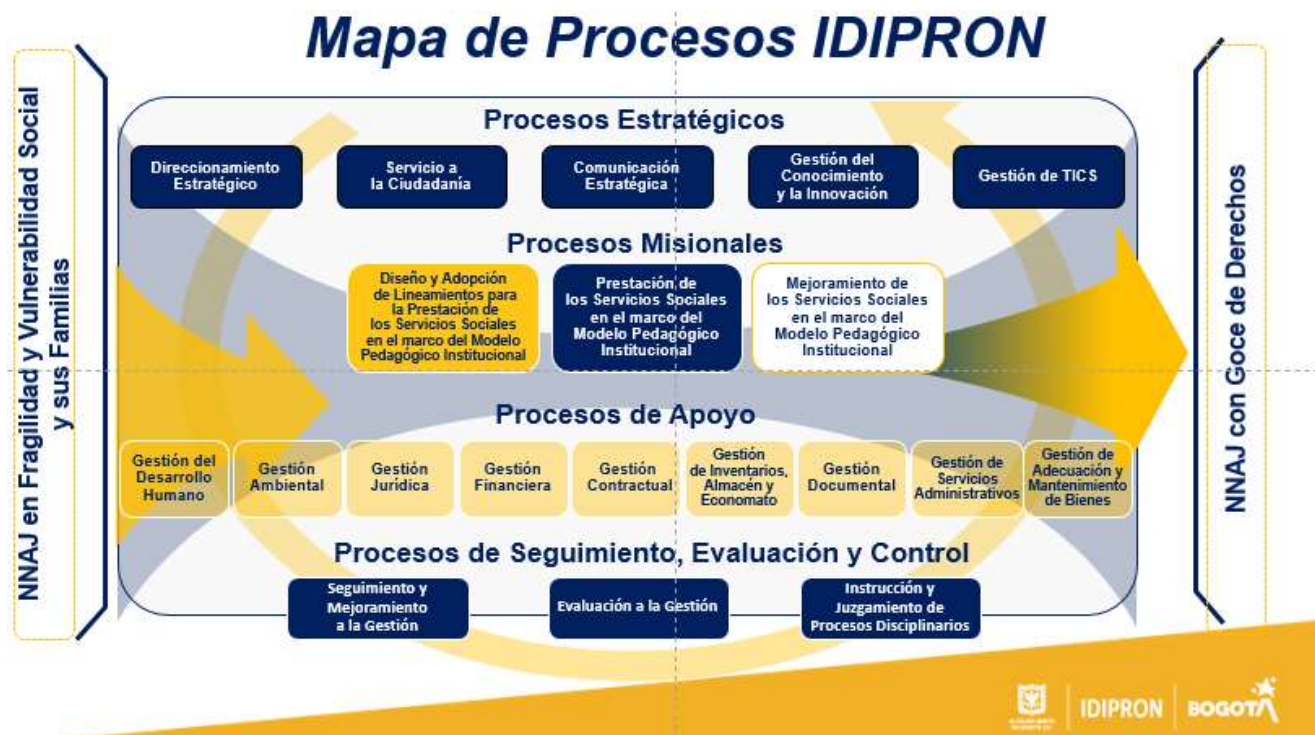 Mapa de Procesos IDIPRON
NNAJ en Fragilidad y Vulnerabilidad Social
y sus Familias
Procesos Estratégicos
Direccionamiento
Estratégico
Servicio a
la Ciudadanía
Comunicación
Estratégica
Gestión del
Conocimiento
y la Innovación
Gestión de TICS
Procesos Misionales
Diseño y Adopción
de Lineamientos para
la Prestación de
los Servicios Sociales
en el marco del Modelo
Pedagógico Institucional
Prestación de
los Servicios Sociales
en el marco del
Modelo Pedagógico
Institucional
Mejoramiento de
los Servicios Sociales
en el marco del
Modelo Pedagógico
Institucional
Procesos de Apoyo
Gestión del
Desarrollo
Humano
Gestión
Ambiental
Gestión
Jurídica
Gestión
Financiera
Gestión
Contractual
Gestión
de Inventarios,
Almacén y
Economato
Gestión
Documental
Gestión de
Servicios
Administrativos
Gestión de
Adecuación y
Mantenimiento
de Bienes
Procesos de Seguimiento, Evaluación y Control
Seguimiento y
Mejoramiento
a la Gestión
Evaluación a la Gestión
Instrucción y
Juzgamiento de
Procesos Disciplinarios
NNAJ con Goce de Derechos
IDIPRON
BOGOTÁ